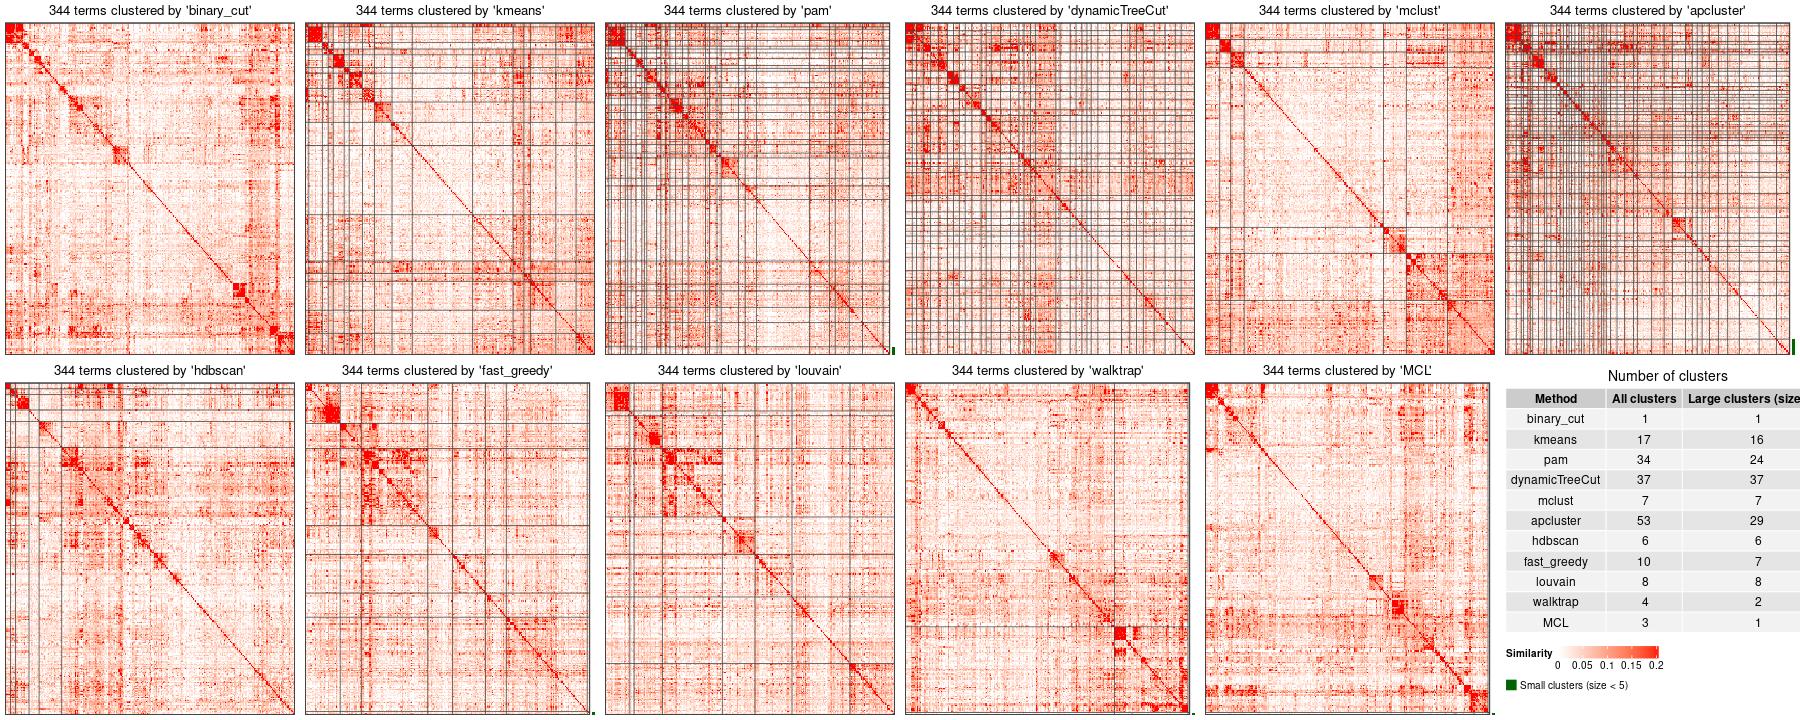 344 terms clustered by 'binary_cut'
344 terms clustered by 'kmeans'
344 terms clustered by 'pam'
344 terms clustered by 'dynamicTreeCut'
344 terms clustered by 'mclust'
344 terms clustered by 'apcluster'
344 terms clustered by 'hdbscan'
344 terms clustered by 'fast_greedy'
344 terms clustered by 'louvain'
344 terms clustered by 'walktrap'
344 terms clustered by 'MCL'
Number of clusters
Method All clusters Large clusters (size
binary_cut 1 1
kmeans 17 16
pam 34 24
dynamicTreeCut 37 37
mclust 7 7
apcluster 53 29
hdbscan 6 6
fast_greedy 10 7
louvain 8 8
walktrap 4 2
MCL 3 1
Similarity
0 0.05 0.1 0.15 0.2
Small clusters (size < 5)